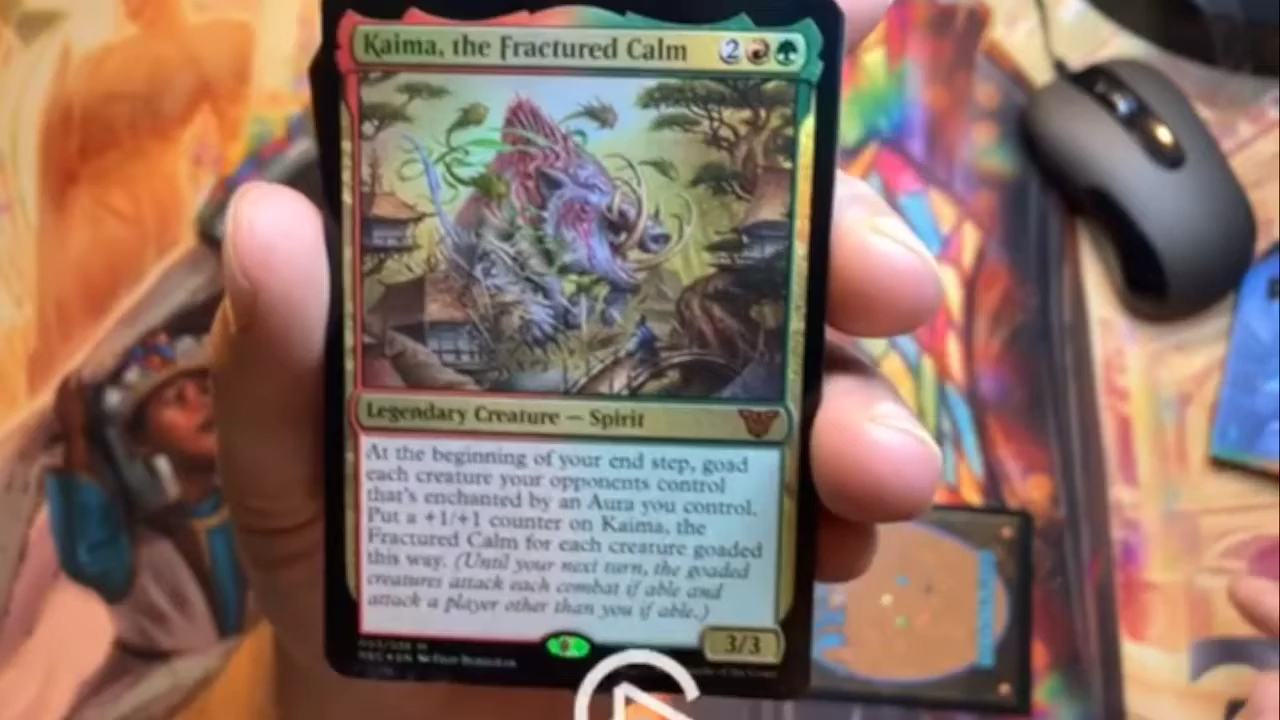 Kaima, the Fractured Calm 2
Legendary Creature — Spirit
At the beginning of your end step, goad
each creature your opponents control
that's enchanted by an Aura you control.
Put a +1/+1 counter on Kaima, the
Fractured Calm for each creature goaded
this way. (Until your next turn, the goaded
creatures attack each combat if able and
attack a player other than you if able.)
3/3